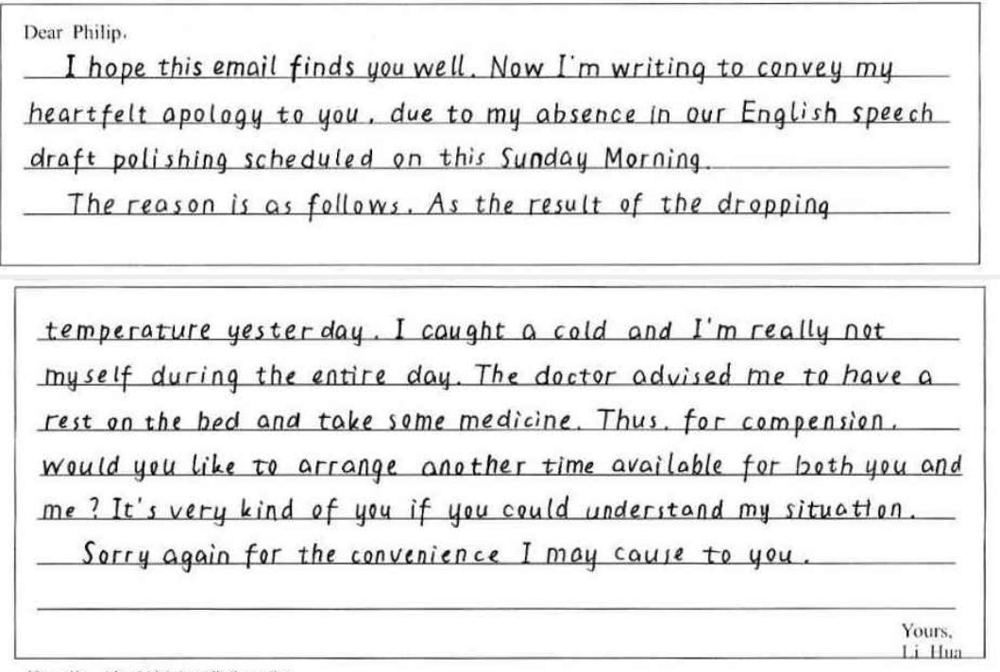 Dear Philip,
I hope this email finds you well. Now I'm writing to convey my
heartfelt apology to you, due to my absence in our English speech
draft polishing scheduled on this Sunday Morning.
The reason is as follows. As the result of the dropping
temperature yesterday, I caught a cold and I'm really not
myself during the entire day. The doctor advised me to have a
rest on the bed and take some medicine. Thus, for compension,
would you like to arrange another time available for both you and
me? It's very kind of you if you could understand my situation.
Sorry again for the convenience I may cause to you.
Yours,
Li Hua